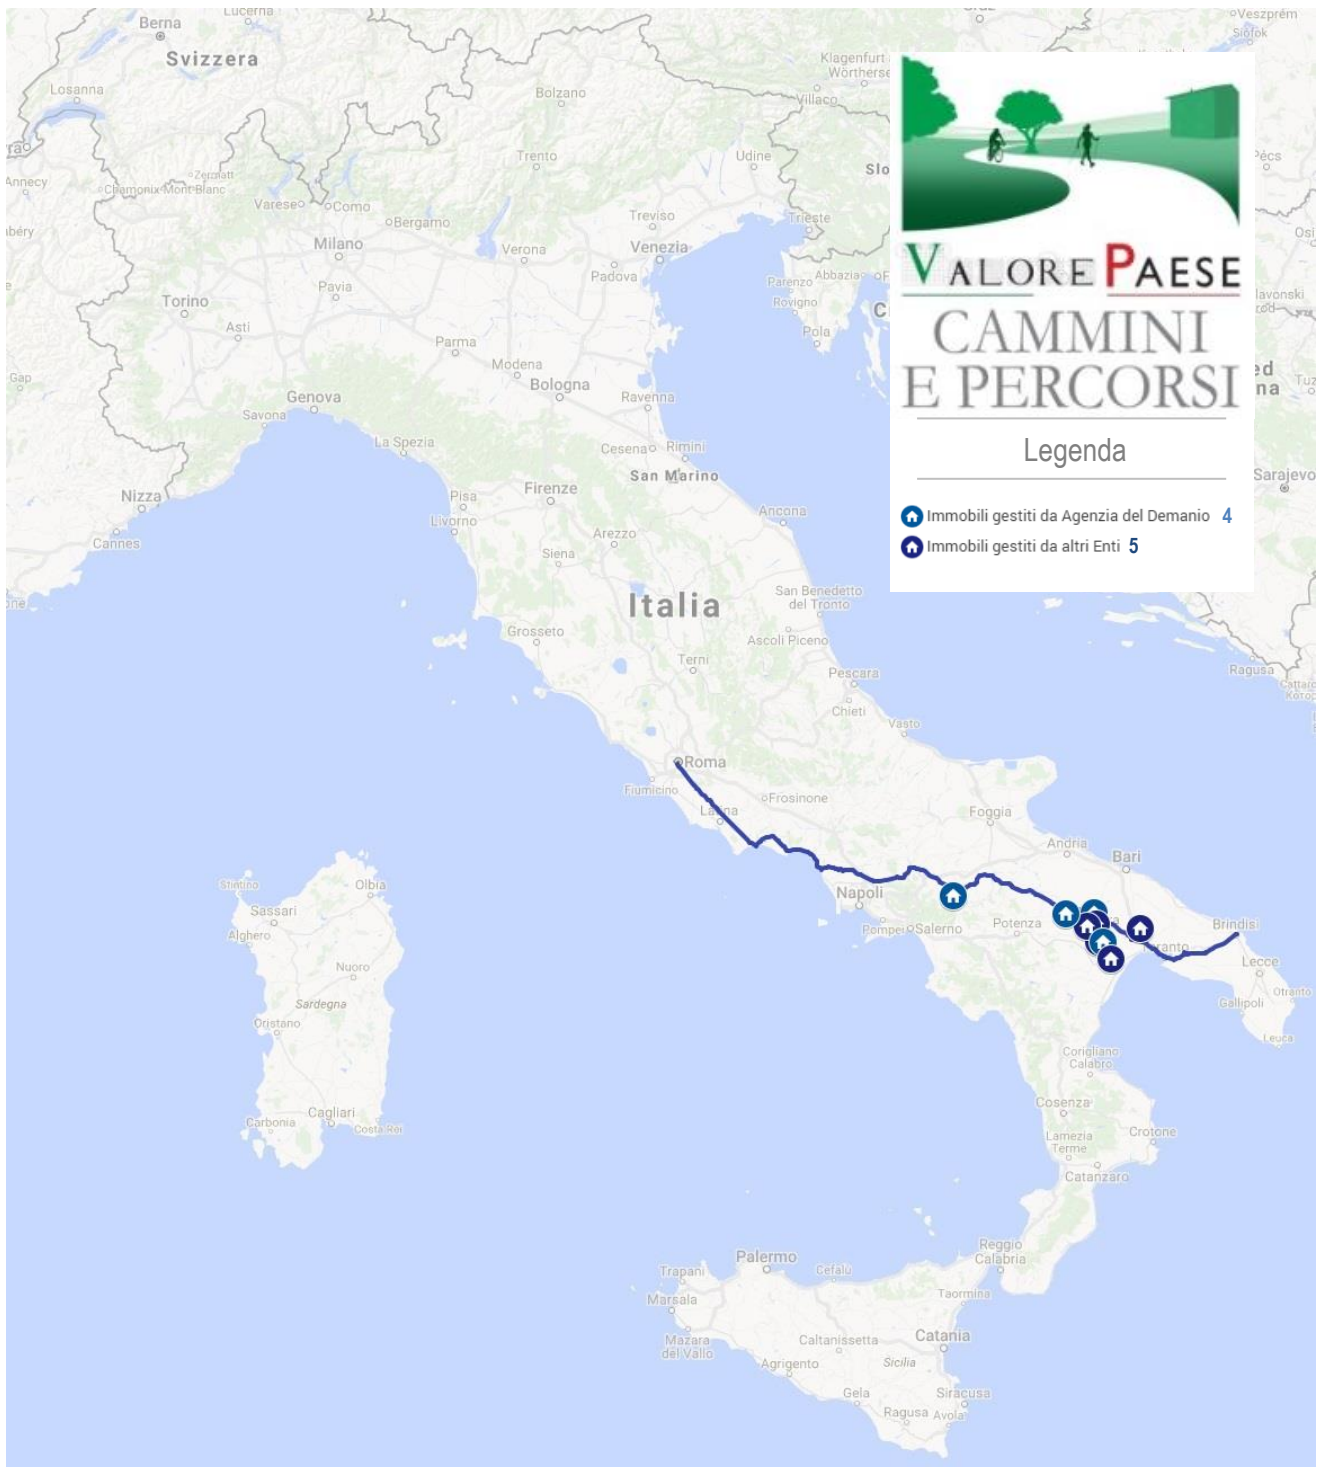 Lucerna
Berna
Svizzera
Losanna
Annecy
Chamonix-Mont-Blanc
Zermatt
Bolzano
Trento
Udine
Klagenfurt
Wörtherse
Villaco
Veszprém
Siófok
Pécs
Slo
Varese
Como
Bergamo
Milano
Verona
Treviso
Venezia
Padova
Trieste
Torino
Pavia
Asti
Parma
Modena
Bologna
Ravenna
Parenzo
Abbazia
Rovigno
Pola
Gap
Genova
Savona
La Spezia
Cesena
Rimini
San Marino
Nizza
Cannes
Pisa
Livorno
Firenze
Arezzo
Siena
Ancona
Italia
San Benedetto
del Tronto
Ascoli Piceno
Grosseto
Terni
Pescara
Chieti
Vasto
Roma
Fiumicino
Frosinone
Latina
Foggia
Andria
Bari
Napoli
Pompei
Salerno
Potenza
Taranto
Brindisi
Lecce
Otranto
Gallipoli
Leuca
Stintino
Olbia
Sassari
Alghero
Nuoro
Sardegna
Oristano
Cagliari
Carbonia
Costa Rei
Corigliano
Calabro
Cosenza
Crotone
Lamezia
Terme
Catanzaro
Reggio
Calabria
Palermo
Cefalù
Trapani
Marsala
Mazara
del Vallo
Taormina
Caltanissetta
Catania
Sicilia
Agrigento
Gela
Siracusa
Ragusa
Avola
Sarajevo
Ragusa
VALORE PAESE
CAMMINI
E PERCORSI
Legenda
Immobili gestiti da Agenzia del Demanio 4
Immobili gestiti da altri Enti 5